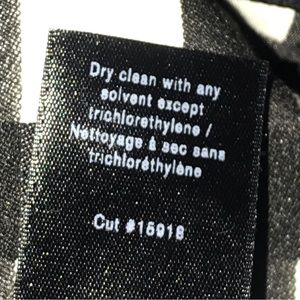 Dry clean with any
solvent except
trichlorethylene /
Nettoyage à sec sans
trichloréthylène
Cut #15918